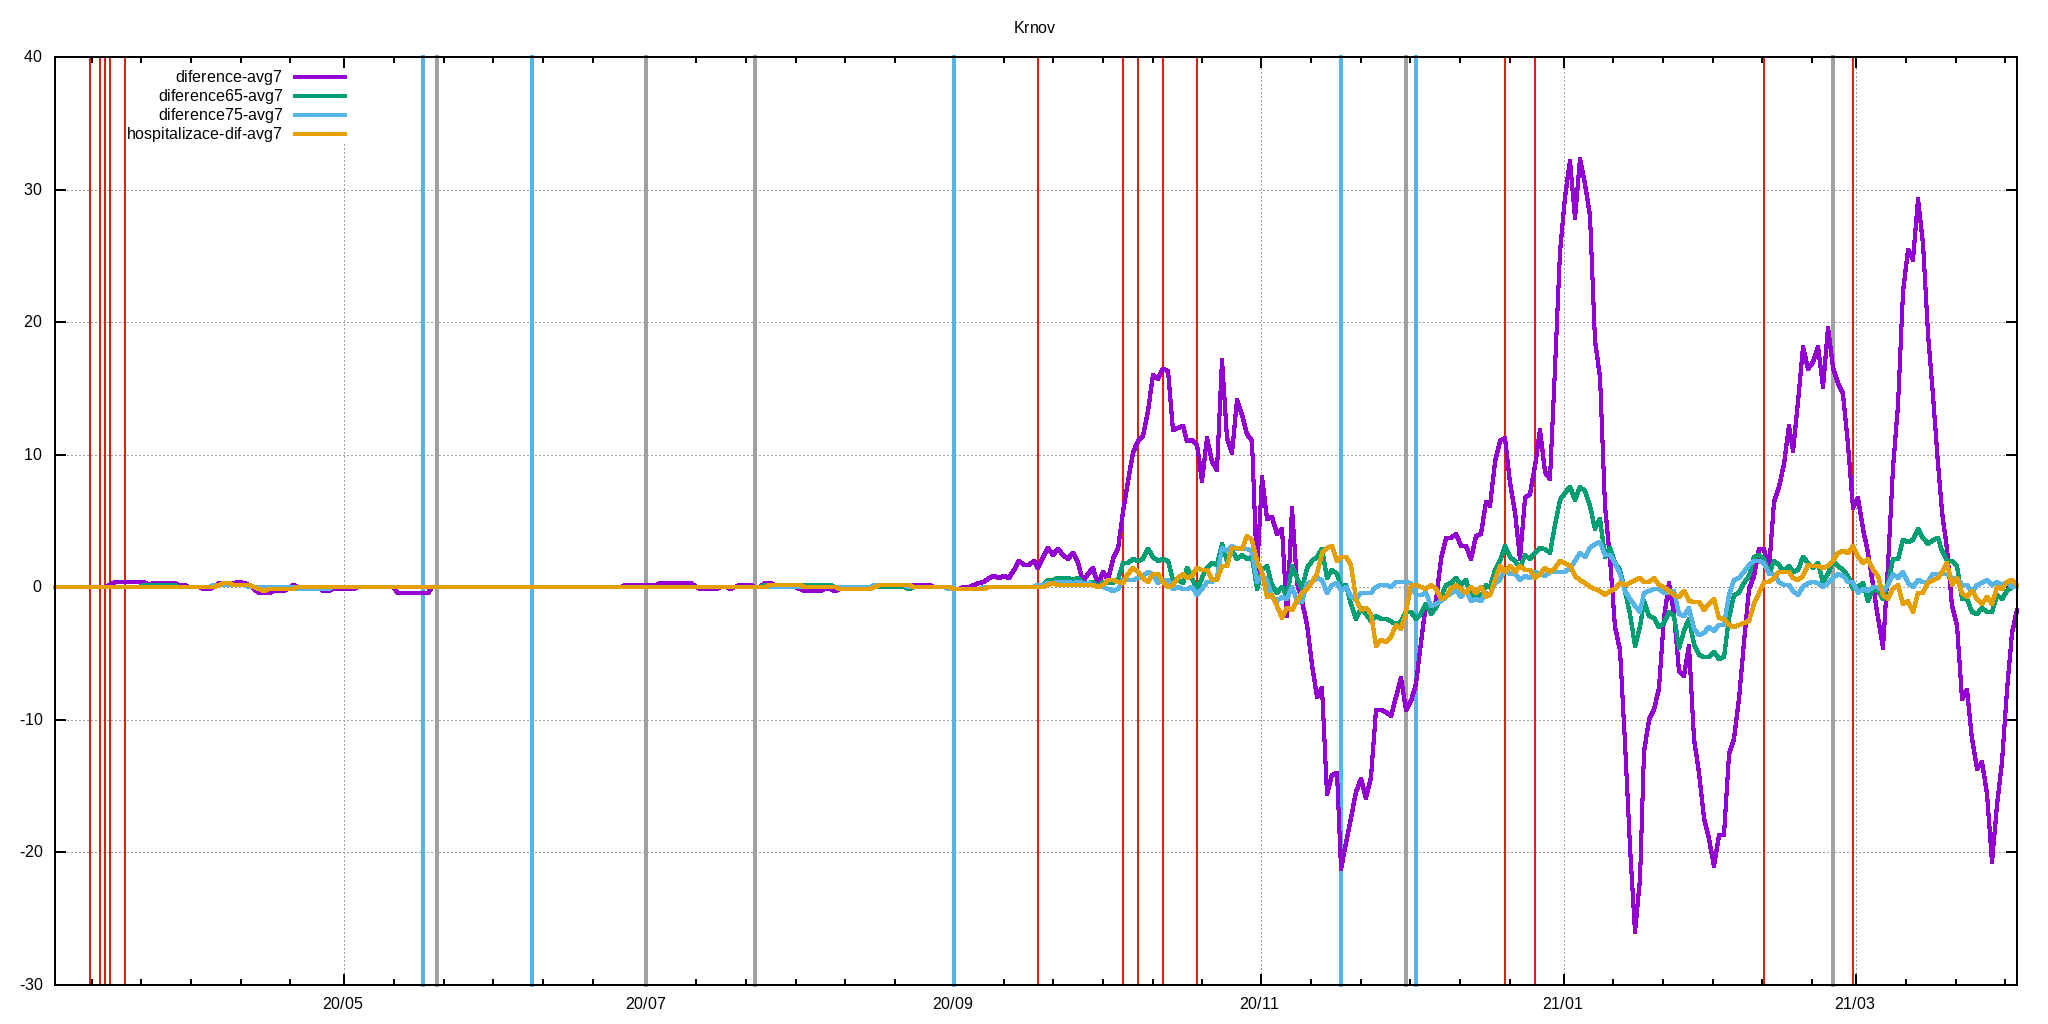 Krnov
40
diference-avg7
diference65-avg7
diference75-avg7
hospitalizace-dif-avg7
30
20
10
0
-10
-20
-30
20/05 20/07 20/09 20/11 21/01 21/03